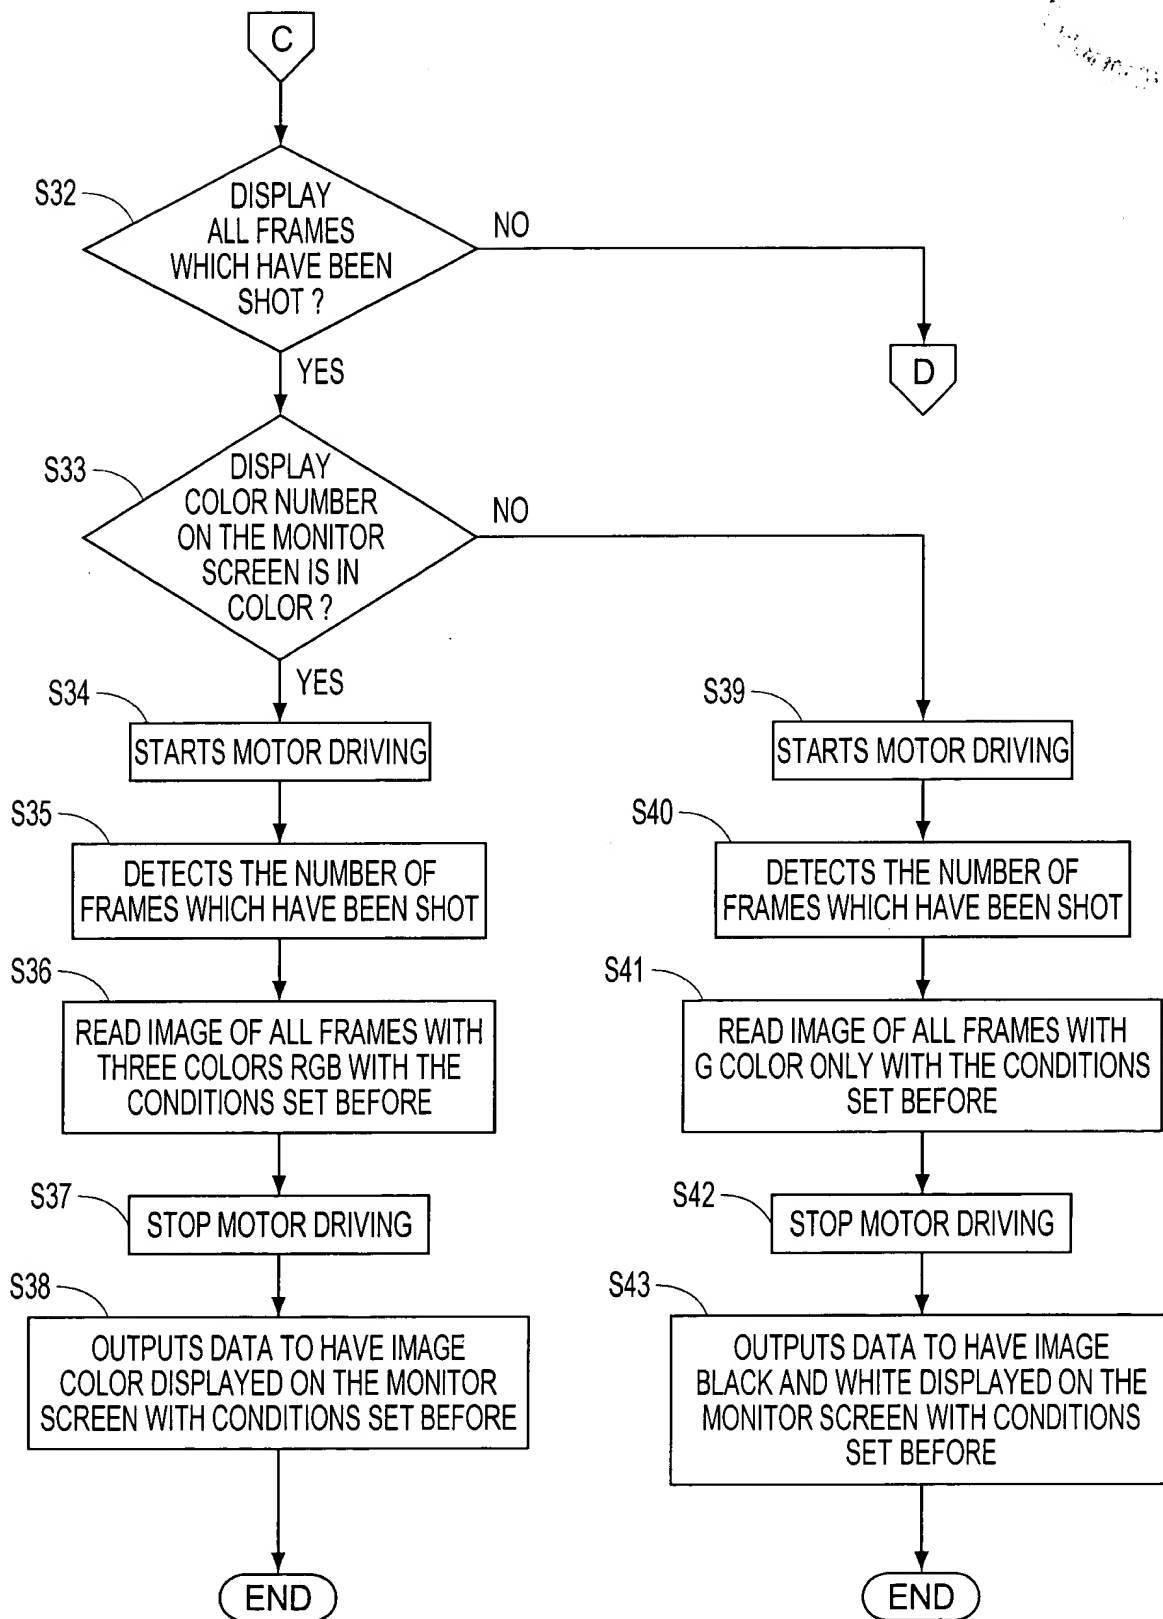 C
S32
DISPLAY
ALL FRAMES
WHICH HAVE BEEN
SHOT ?
NO
D
YES
S33
DISPLAY
COLOR NUMBER
ON THE MONITOR
SCREEN IS IN
COLOR ?
NO
YES
S34
STARTS MOTOR DRIVING
S35
DETECTS THE NUMBER OF
FRAMES WHICH HAVE BEEN SHOT
S36
READ IMAGE OF ALL FRAMES WITH
THREE COLORS RGB WITH THE
CONDITIONS SET BEFORE
S37
STOP MOTOR DRIVING
S38
OUTPUTS DATA TO HAVE IMAGE
COLOR DISPLAYED ON THE MONITOR
SCREEN WITH CONDITIONS SET BEFORE
END
S39
STARTS MOTOR DRIVING
S40
DETECTS THE NUMBER OF
FRAMES WHICH HAVE BEEN SHOT
S41
READ IMAGE OF ALL FRAMES WITH
G COLOR ONLY WITH THE CONDITIONS
SET BEFORE
S42
STOP MOTOR DRIVING
S43
OUTPUTS DATA TO HAVE IMAGE
BLACK AND WHITE DISPLAYED ON THE
MONITOR SCREEN WITH CONDITIONS
SET BEFORE
END